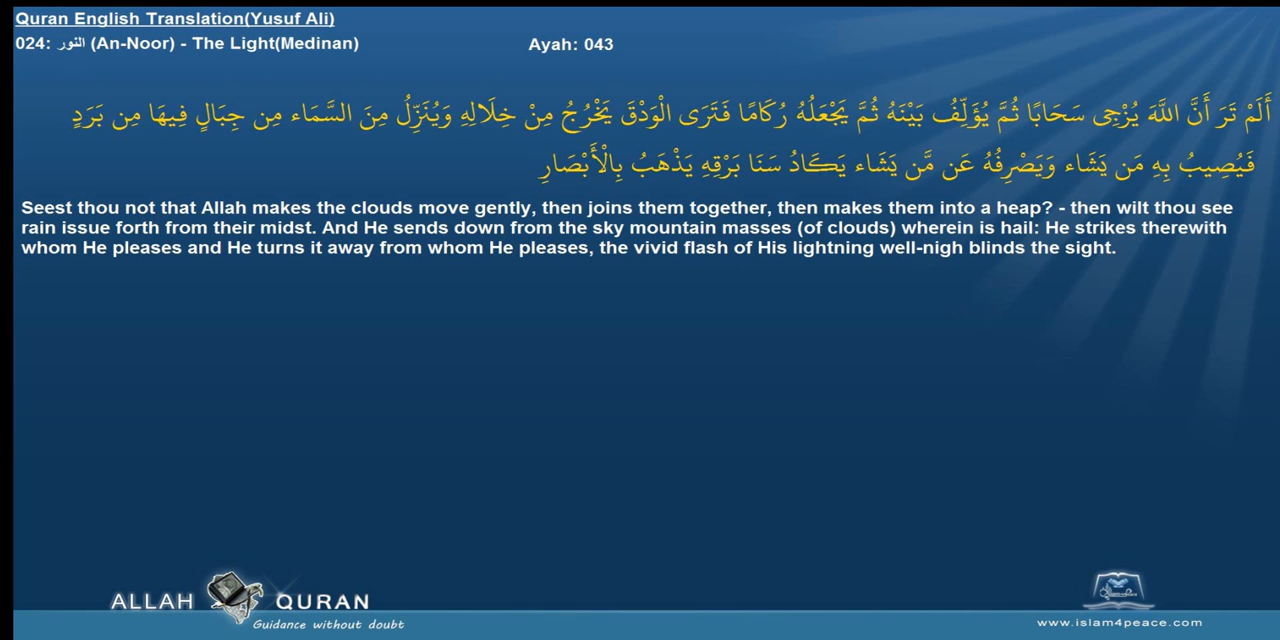 Quran English Translation(Yusuf Ali)
024: النور (An-Noor) - The Light(Medinan) Ayah: 043
أَلَمْ تَرَ أَنَّ اللَّهَ يُزْجِى سَحَابًا ثُمَّ يُؤَلِّفُ بَيْنَهُ ثُمَّ يَجْعَلُهُ رُكَامًا فَتَرَى الْوَدْقَ يَخْرُجُ مِنْ خِلَالِهِ وَيُنَزِّلُ مِنَ السَّمَاء مِن جِبَالٍ فِيهَا مِن بَرَدٍ
فَيُصِيبُ بِهِ مَن يَشَاء وَيَصْرِفُهُ عَن مَّن يَشَاء يَكَادُ سَنَا بَرْقِهِ يَذْهَبُ بِالْأَبْصَارِ
Seest thou not that Allah makes the clouds move gently, then joins them together, then makes them into a heap? - then wilt thou see
rain issue forth from their midst. And He sends down from the sky mountain masses (of clouds) wherein is hail: He strikes therewith
whom He pleases and He turns it away from whom He pleases, the vivid flash of His lightning well-nigh blinds the sight.
ALLAH QURAN
Guidance without doubt
www.islam4peace.com